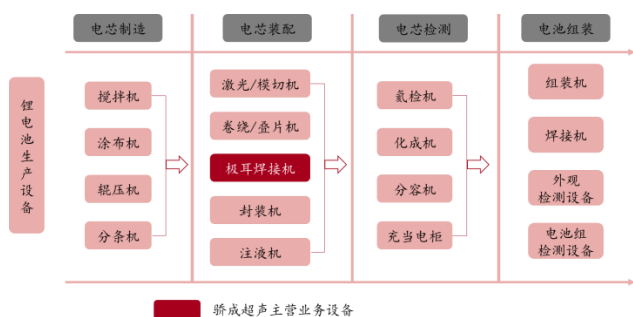 电芯制造
电芯装配
电芯检测
电池组装
锂电池生产设备
搅拌机
涂布机
辊压机
分条机
激光/模切机
卷绕/叠片机
极耳焊接机
封装机
注液机
氦检机
化成机
分容机
充当电柜
组装机
焊接机
外观
检测设备
电池组
检测设备
骄成超声主营业务设备